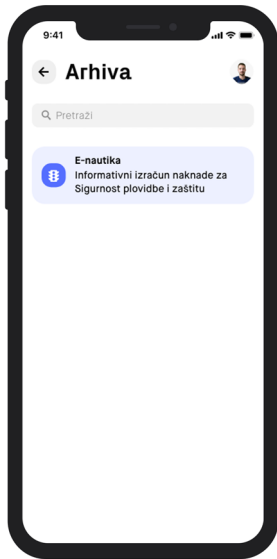 9:41
Arhiva
Pretraži
E-nautika
Informativni izračun naknade za
Sigurnost plovidbe i zaštitu